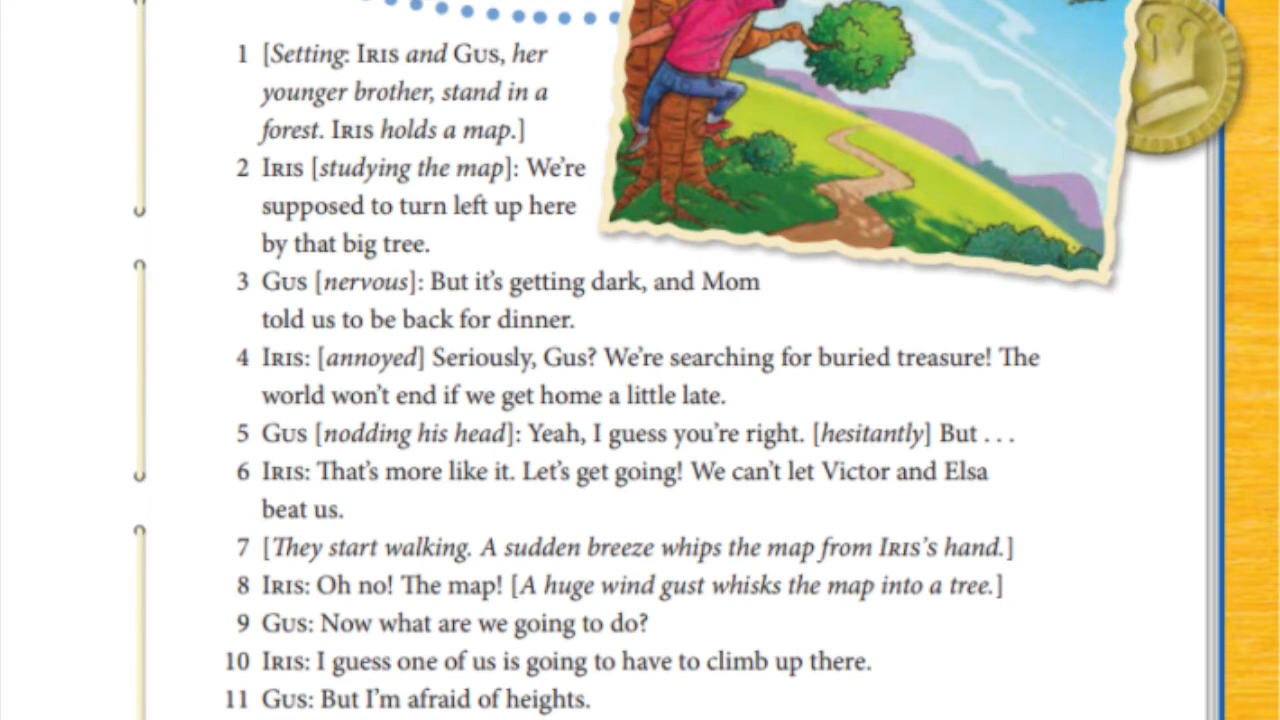 1 [Setting: IRIS and GUS, her
younger brother, stand in a
forest. IRIS holds a map.]
2 IRIS [studying the map]: We're
supposed to turn left up here
by that big tree.
3 GUS [nervous]: But it's getting dark, and Mom
told us to be back for dinner.
4 IRIS: [annoyed] Seriously, Gus? We're searching for buried treasure! The
world won't end if we get home a little late.
5 GUS [nodding his head]: Yeah, I guess you're right. [hesitantly] But . . .
6 IRIS: That's more like it. Let's get going! We can't let Victor and Elsa
beat us.
7 [They start walking. A sudden breeze whips the map from IRIS's hand.]
8 IRIS: Oh no! The map! [A huge wind gust whisks the map into a tree.]
9 GUS: Now what are we going to do?
10 IRIS: I guess one of us is going to have to climb up there.
11 GUS: But I'm afraid of heights.